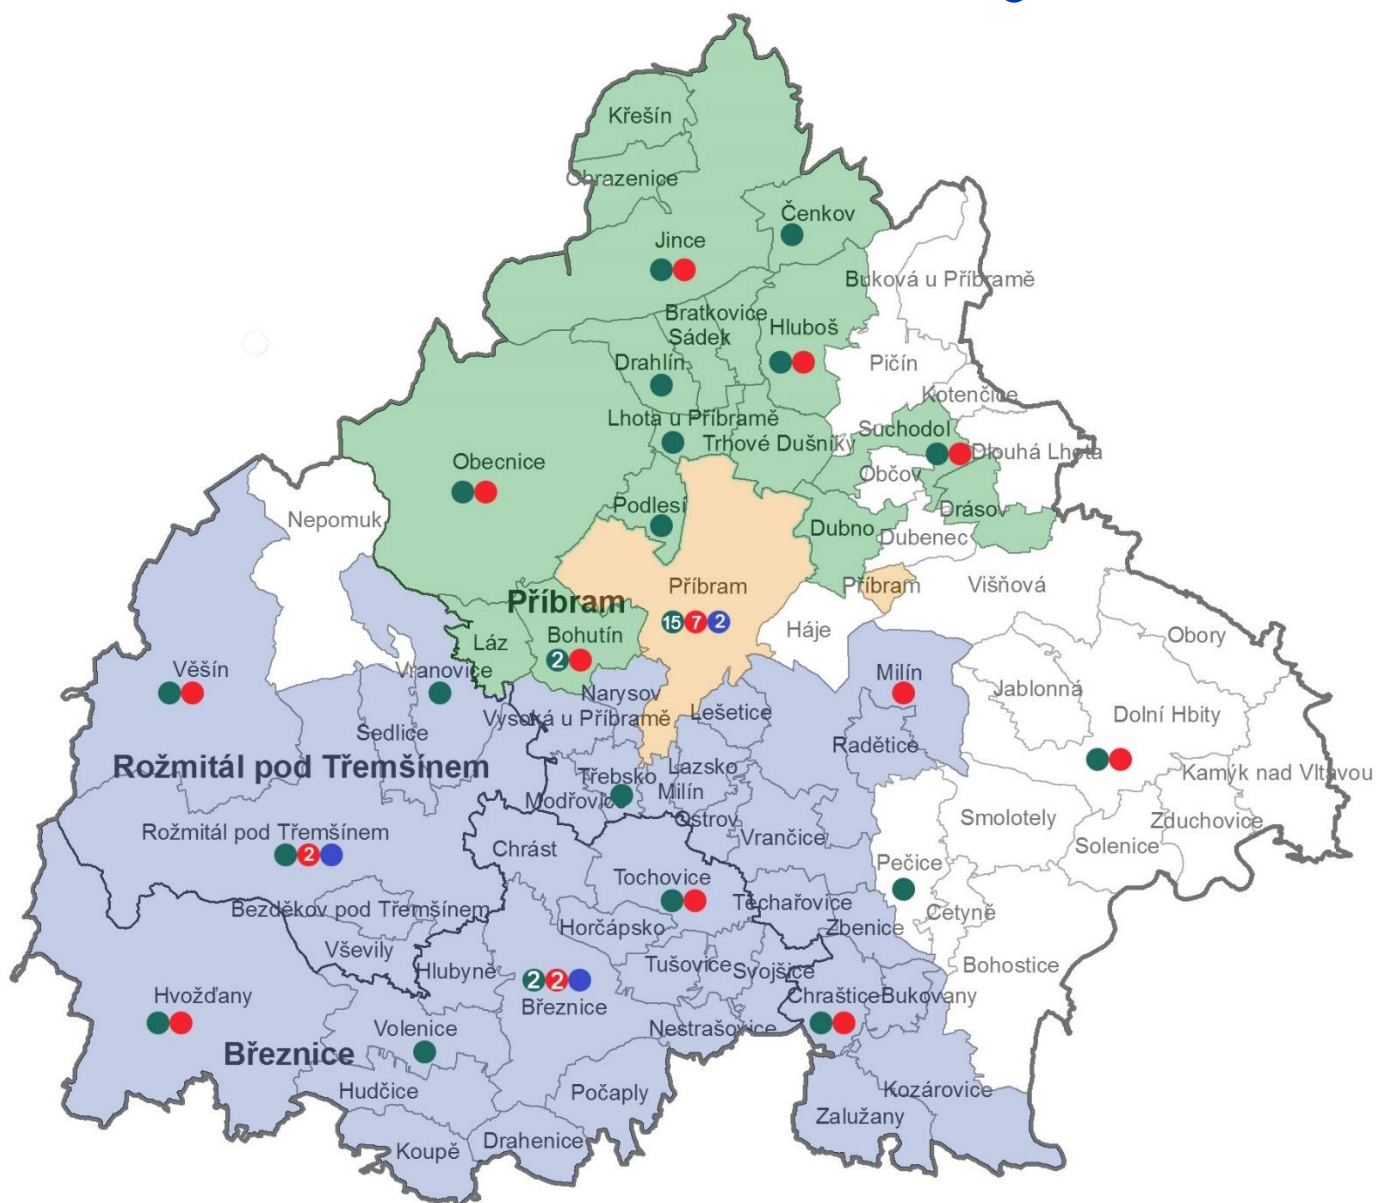 Křešín
Obrazenice
Čenkov
Jince
Buková u Příbramě
Bratkovice
Sádek
Hluboš
Drahlín
Pičín
Kotenčice
Lhota u Příbramě
Trhové Dušníky
Suchodol
Dlouhá Lhota
Obecnice
Občov
Nepomuk
Podlesí
Drásov
Dubno
Dubenec
Příbram
Příbram
Višňová
Příbram
15 7 2
Láz
Bohutín
2
Háje
Obory
Věšín
Vranovice
Narysov
Milín
Jablonná
Vysoká u Příbramě
Lešetice
Dolní Hbity
Sedlice
Radětice
Rožmitál pod Třemšínem
Třebsko
Lazsko
Kamýk nad Vltavou
Modřovice
Milín
Ostrov
Smolotely
Zduchovice
Rožmitál pod Třemšínem
2
Vrančice
Solenice
Chrást
Pečice
Tochovice
Bezděkov pod Třemšínem
Těchařovice
Cetyně
Horčápsko
Zbenice
Vševily
Hlubyně
Tušovice
Svojšice
Bohostice
2 2
Březnice
Hvožďany
Chraštice
Bukovany
Volenice
Nestrašovice
Březnice
Hudčice
Počaply
Kozárovice
Zalužany
Koupě
Drahenice